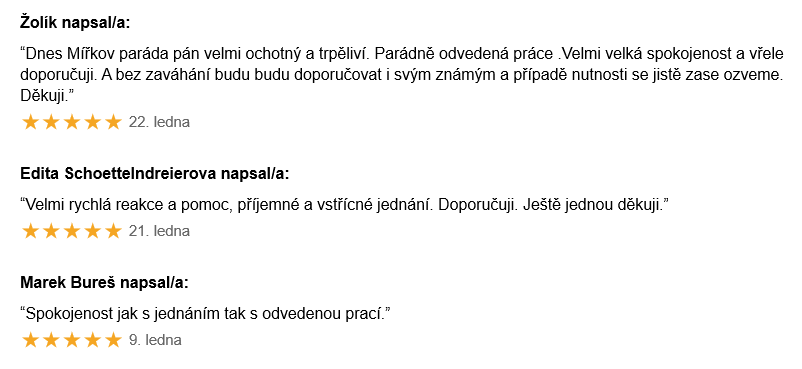 Žolík napsal/a:
“Dnes Mířkov paráda pán velmi ochotný a trpěliví. Parádně odvedená práce .Velmi velká spokojenost a vřele
doporučuji. A bez zaváhání budu budu doporučovat i svým známým a případě nutnosti se jistě zase ozveme.
Děkuji.”
22. ledna
Edita Schoettelndreierova napsal/a:
“Velmi rychlá reakce a pomoc, příjemné a vstřícné jednání. Doporučuji. Ještě jednou děkuji.”
21. ledna
Marek Bureš napsal/a:
“Spokojenost jak s jednáním tak s odvedenou prací.”
9. ledna